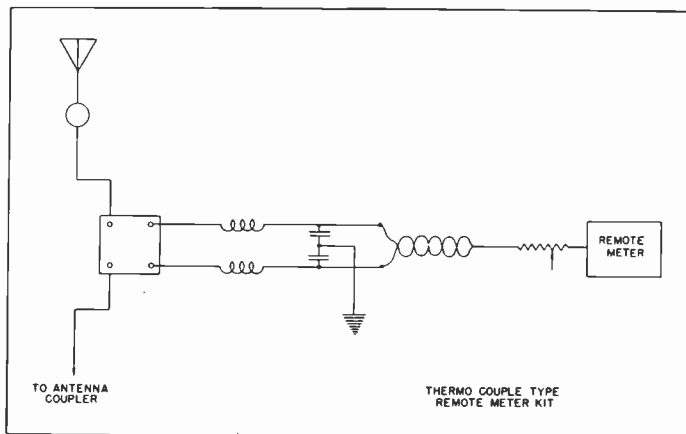 REMOTE
METER
TO ANTENNA
COUPLER
THERMO COUPLE TYPE
REMOTE METER KIT